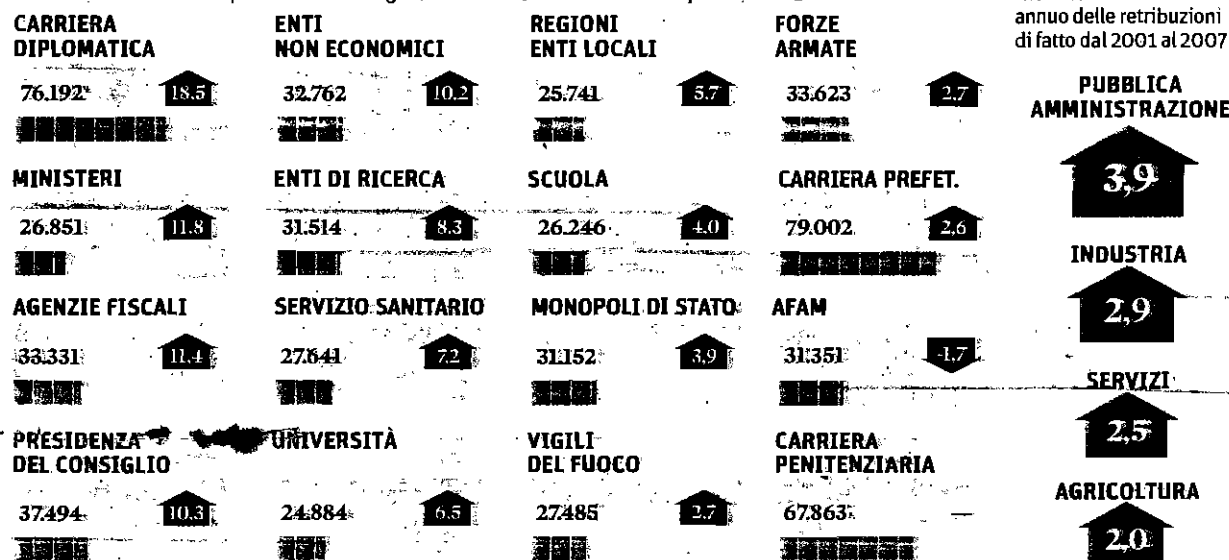 CARRIERA
DIPLOMATICA
76.192
18.5
ENTI
NON ECONOMICI
32.762
10.2
REGIONI
ENTI LOCALI
25.741
5.7
FORZE
ARMATE
33.623
2.7
MINISTERI
26.851
11.8
ENTI DI RICERCA
31.514
8.3
SCUOLA
26.246
4.0
CARRIERA PREFET.
79.002
2,6
AGENZIE FISCALI
33.331
11.4
SERVIZIO SANITARIO
27.641
7.2
MONOPOLI DI STATO
31.152
3,9
AFAM
31.351
-1,7
PRESIDENZA
DEL CONSIGLIO
37.494
10.3
UNIVERSITÀ
24.884
6.5
VIGILI
DEL FUOCO
27.485
2.7
CARRIERA
PENITENZIARIA
67.863
—
annuo delle retribuzioni
di fatto dal 2001 al 2007
PUBBLICA
AMMINISTRAZIONE
3,9
INDUSTRIA
2,9
SERVIZI
2,5
AGRICOLTURA
2,0